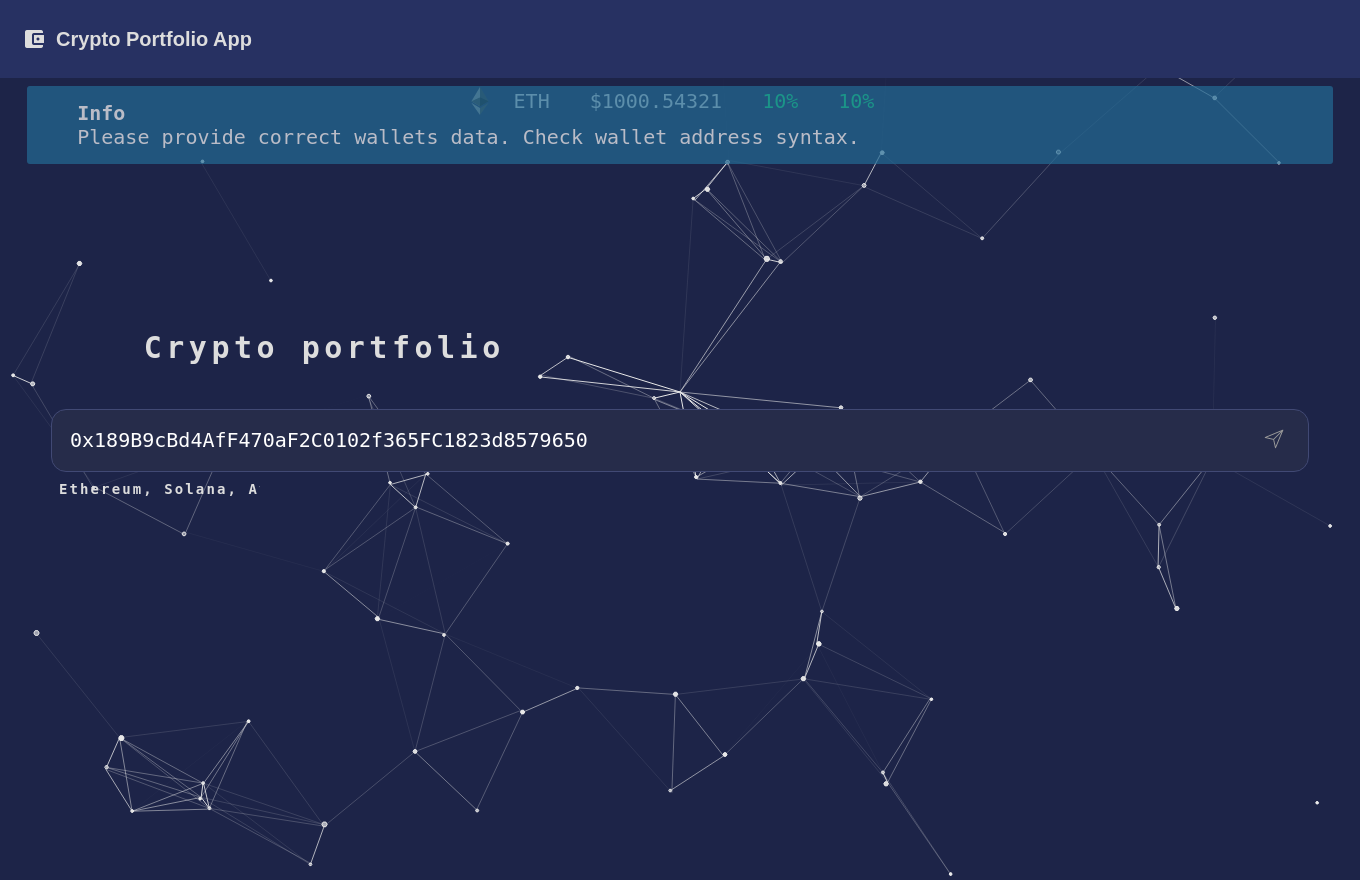 Crypto Portfolio App
ETH $1000.54321 10% 10%
Info
Please provide correct wallets data. Check wallet address syntax.
Crypto portfolio
0x189B9cBd4AfF470aF2C0102f365FC1823d8579650
Ethereum, Solana, A